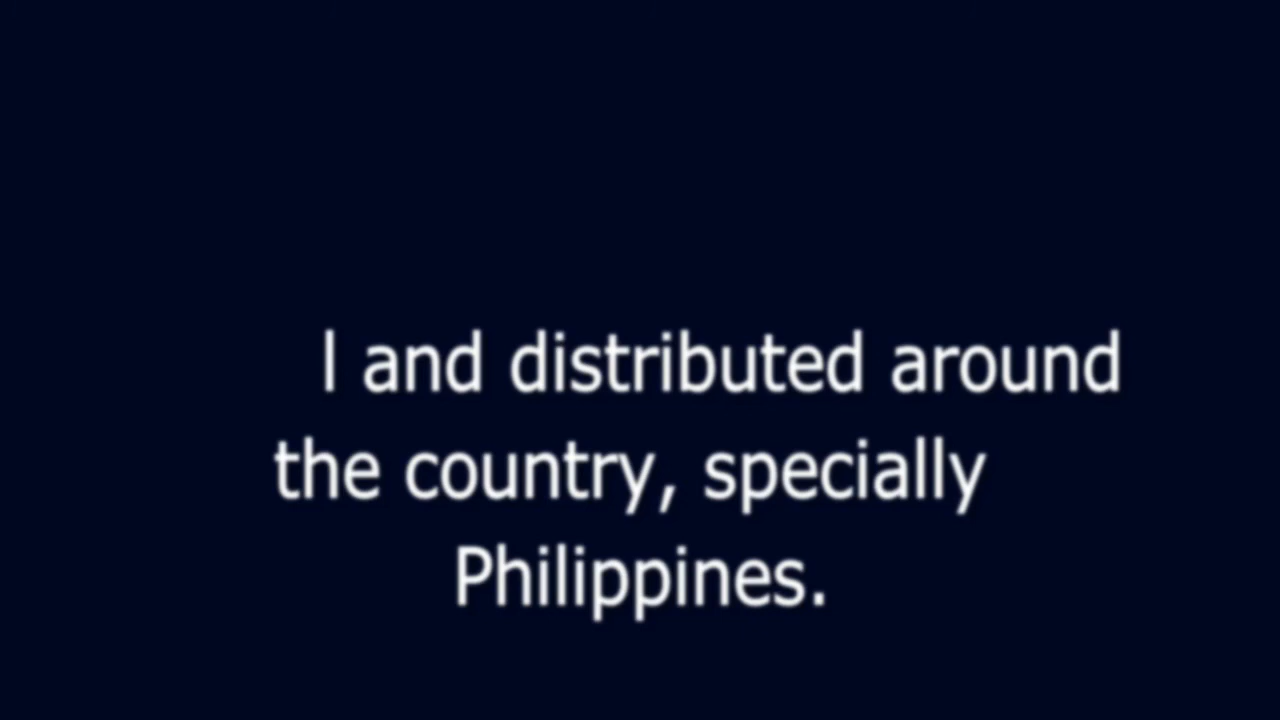 l and distributed around
the country, specially
Philippines.